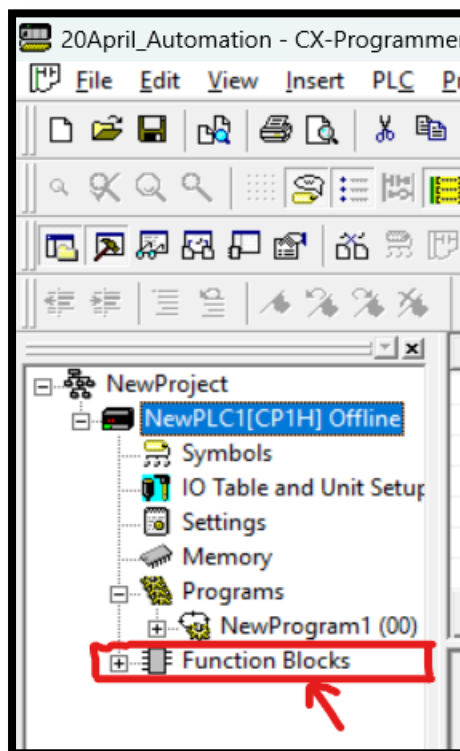 20April_Automation - CX-Programmer
File Edit View Insert PLC
NewProject
NewPLC1[CP1H] Offline
Symbols
IO Table and Unit Setup
Settings
Memory
Programs
NewProgram1 (00)
Function Blocks